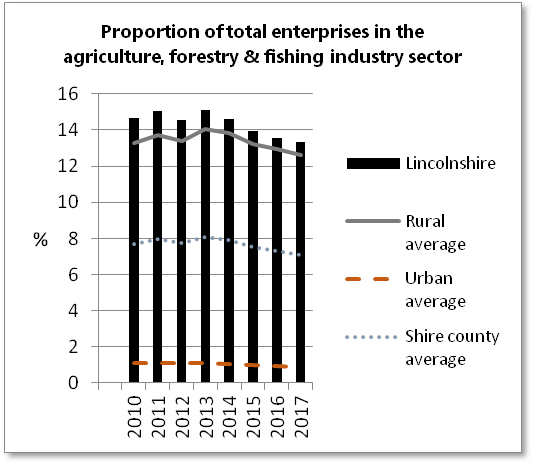 Proportion of total enterprises in the
agriculture, forestry & fishing industry sector
16
14
12
10
8
6
4
2
0
%
2010
2011
2012
2013
2014
2015
2016
2017
Lincolnshire
Rural
average
Urban
average
Shire county
average